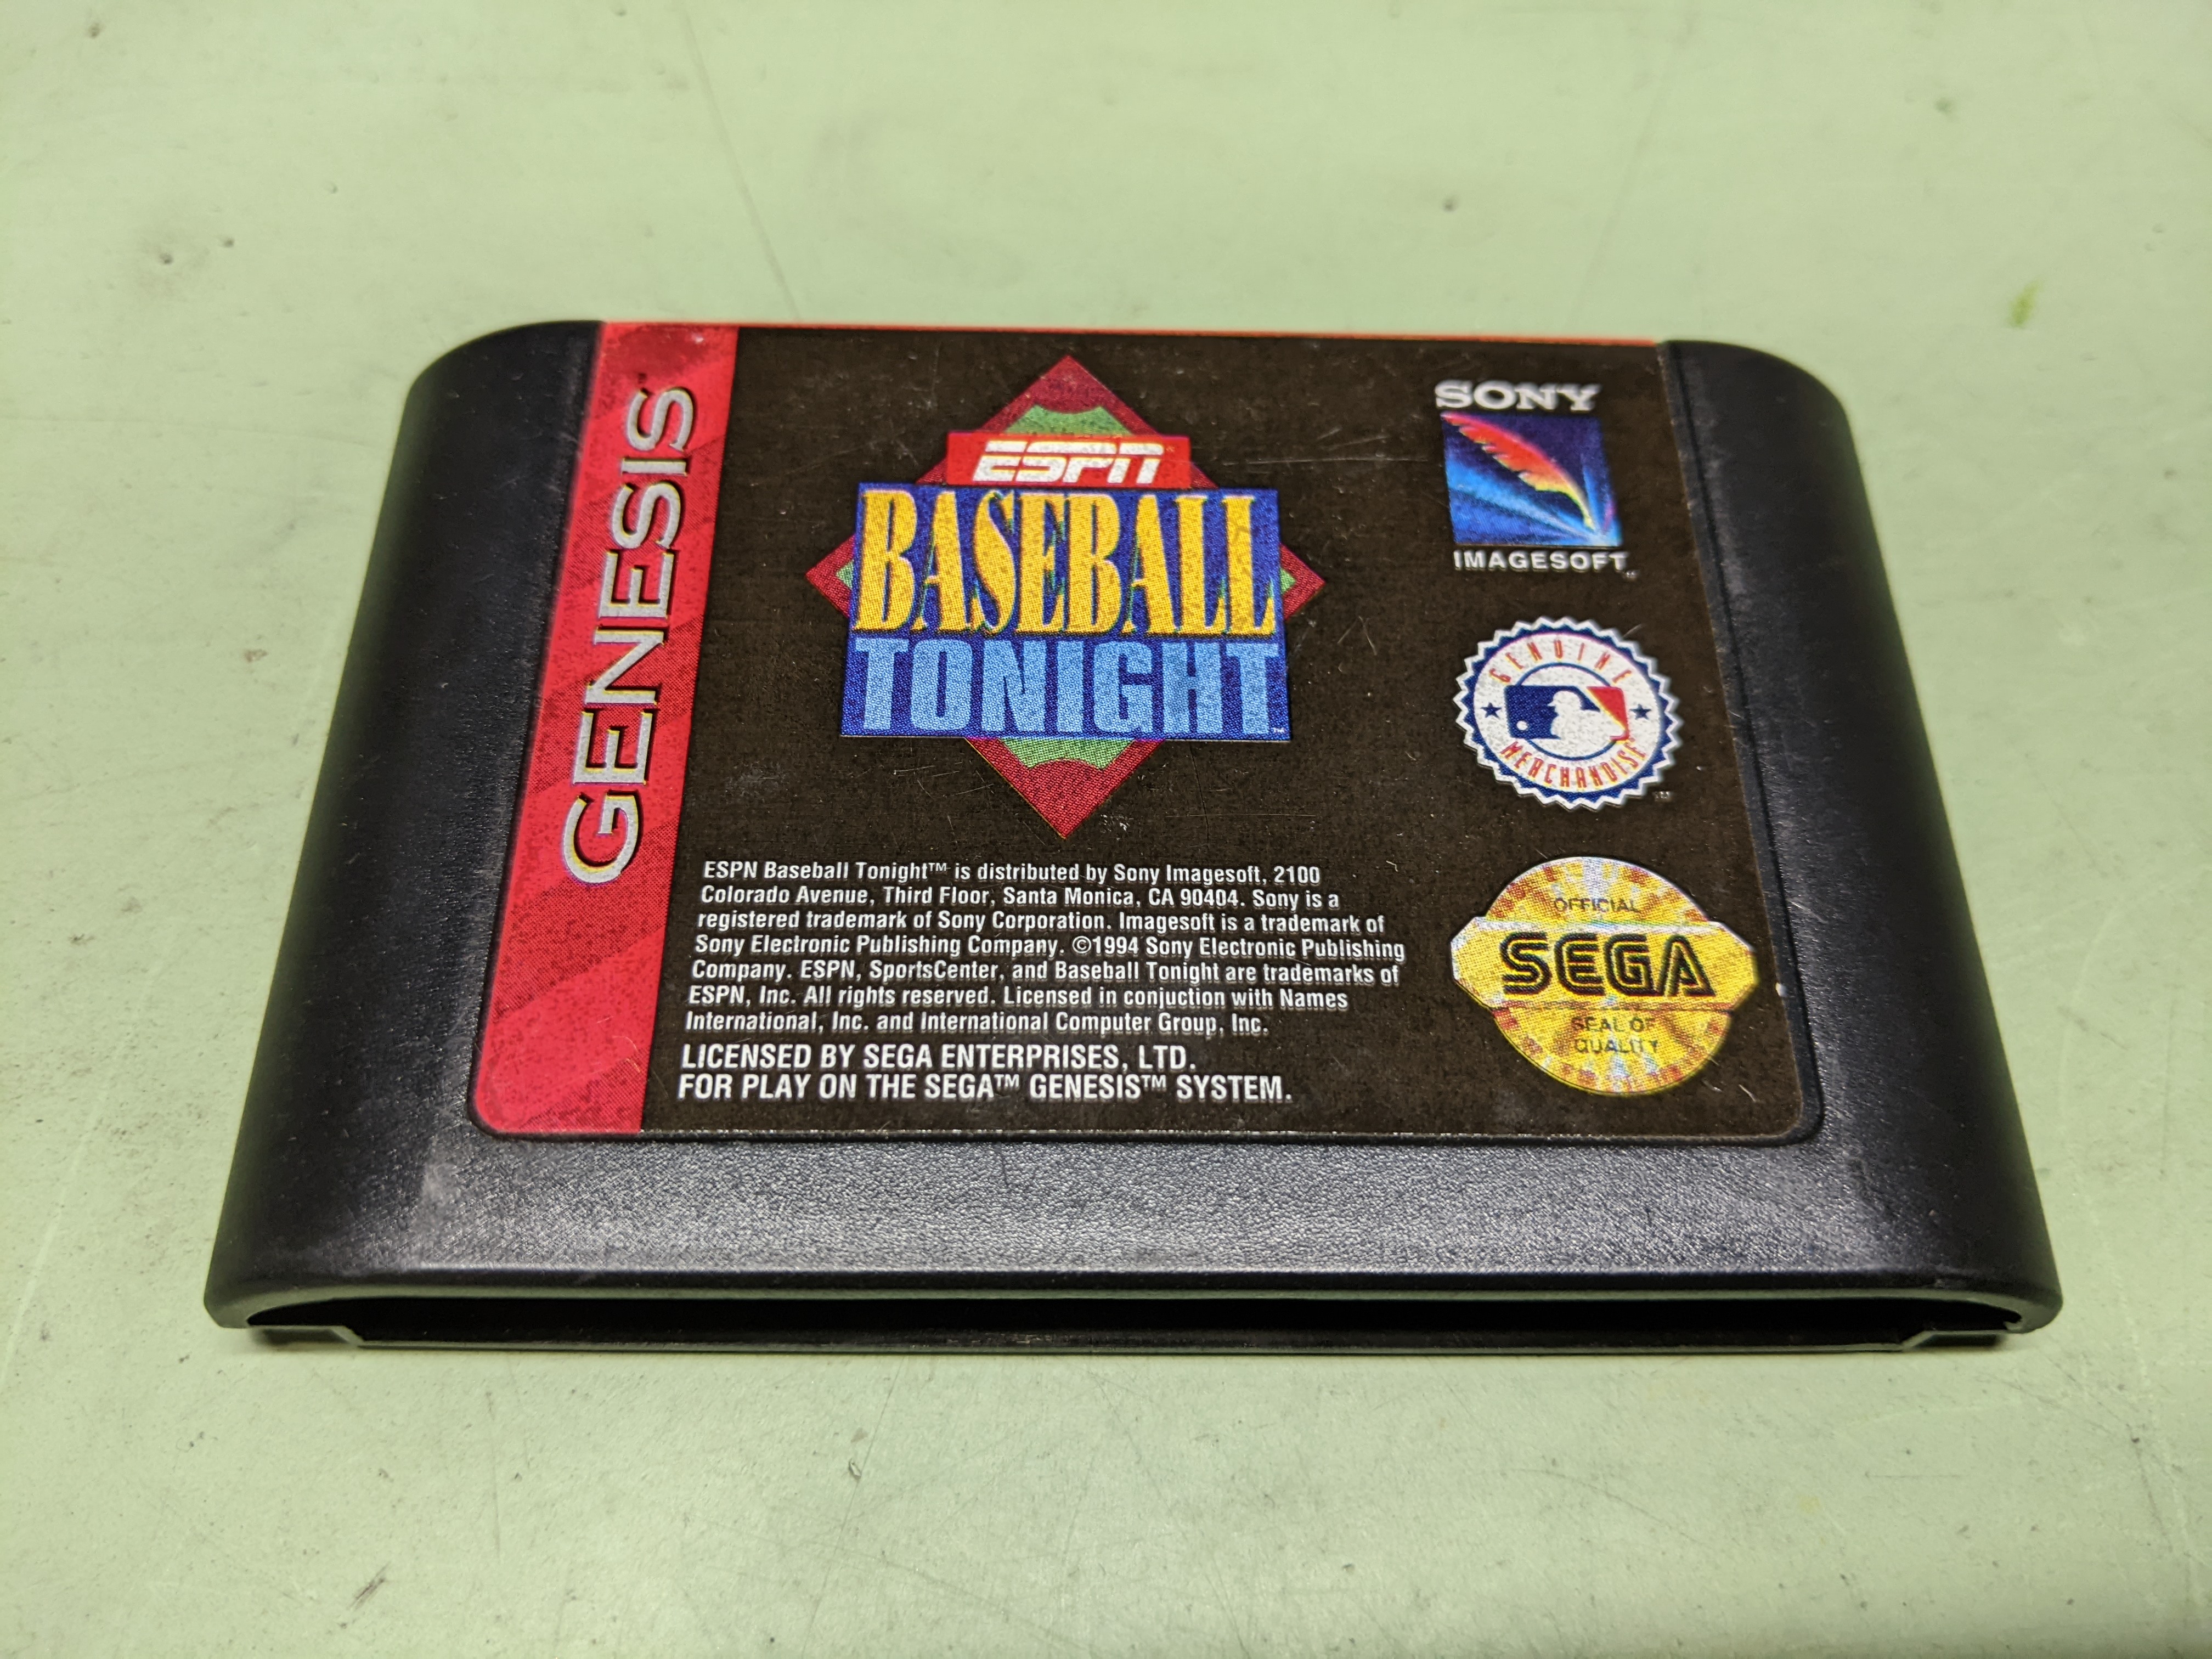 GENESIS™
ESPN
BASEBALL
TONIGHT™
SONY
IMAGESOFT™
GENUINE
MERCHANDISE
™
ESPN Baseball Tonight™ is distributed by Sony Imagesoft, 2100
Colorado Avenue, Third Floor, Santa Monica, CA 90404. Sony is a
registered trademark of Sony Corporation. Imagesoft is a trademark of
Sony Electronic Publishing Company. ©1994 Sony Electronic Publishing
Company. ESPN, SportsCenter, and Baseball Tonight are trademarks of
ESPN, Inc. All rights reserved. Licensed in conjuction with Names
International, Inc. and International Computer Group, Inc.
LICENSED BY SEGA ENTERPRISES, LTD.
FOR PLAY ON THE SEGA™ GENESIS™ SYSTEM.
OFFICIAL
SEGA
SEAL OF
QUALITY